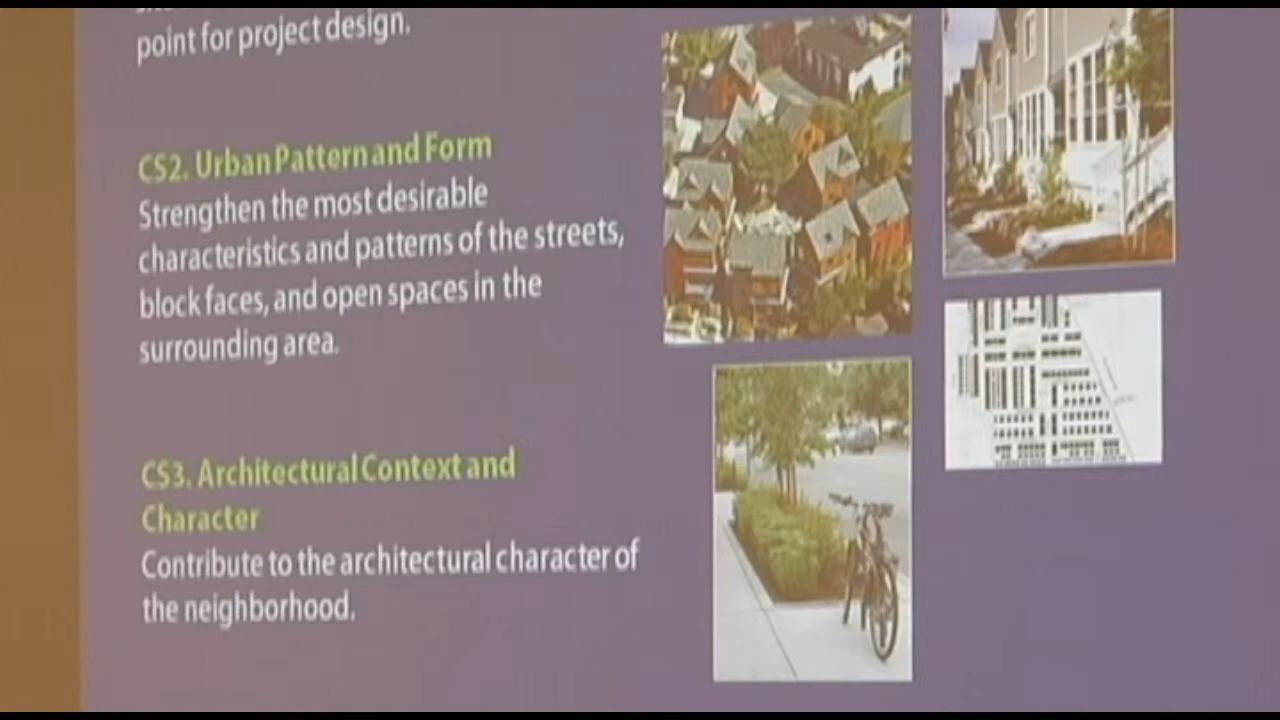 point for project design.
CS2. Urban Pattern and Form
Strengthen the most desirable
characteristics and patterns of the streets,
block faces, and open spaces in the
surrounding area.
CS3. Architectural Context and
Character
Contribute to the architectural character of
the neighborhood.